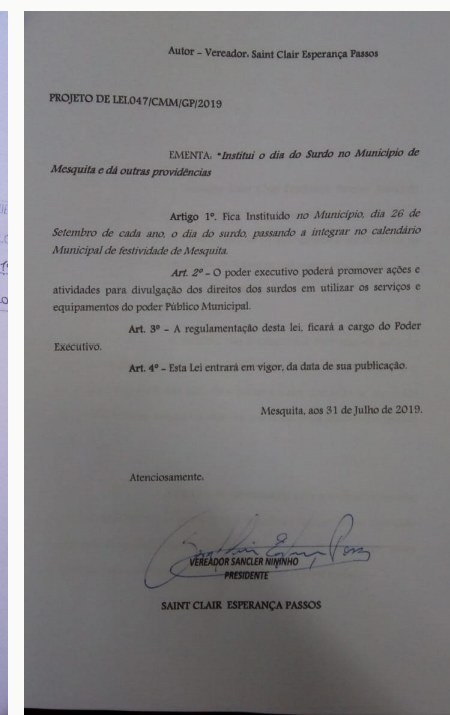 Autor – Vereador. Saint Clair Esperança Passos
PROJETO DE LEI.047/CMM/GP/2019
EMENTA. "Institui o dia do Surdo no Município de
Mesquita e dá outras providências
Artigo 1º. Fica Instituído no Município, dia 26 de
Setembro de cada ano, o dia do surdo, passando a integrar no calendário
Municipal de festividade de Mesquita.
Art. 2º – O poder executivo poderá promover ações e
atividades para divulgação dos direitos dos surdos em utilizar os serviços e
equipamentos do poder Público Municipal.
Art. 3º – A regulamentação desta lei, ficará a cargo do Poder
Executivo.
Art. 4º – Esta Lei entrará em vigor, da data de sua publicação.
Mesquita, aos 31 de Julho de 2019.
Atenciosamente.
VEREADOR SANCLER NININHO
PRESIDENTE
SAINT CLAIR ESPERANÇA PASSOS